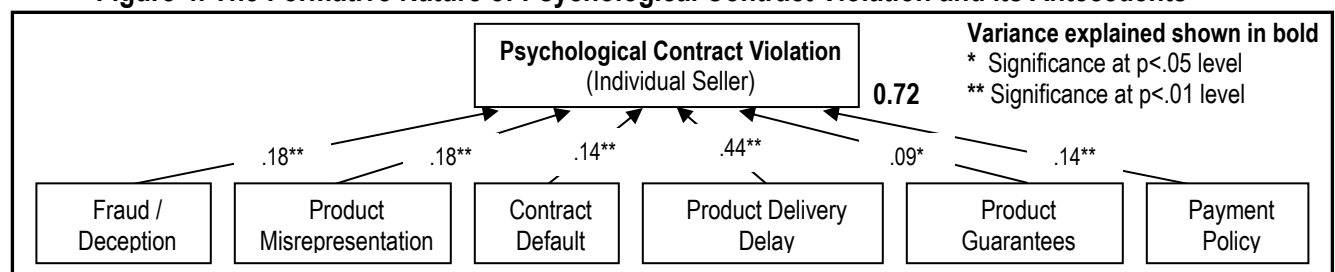 Figure 4. The Formative Nature of Psychological Contract Violation and its Antecedents
Psychological Contract Violation
(Individual Seller)
0.72
Variance explained shown in bold
* Significance at p<.05 level
** Significance at p<.01 level
.18**
.18**
.14**
.44**
.09*
.14**
Fraud /
Deception
Product
Misrepresentation
Contract
Default
Product Delivery
Delay
Product
Guarantees
Payment
Policy